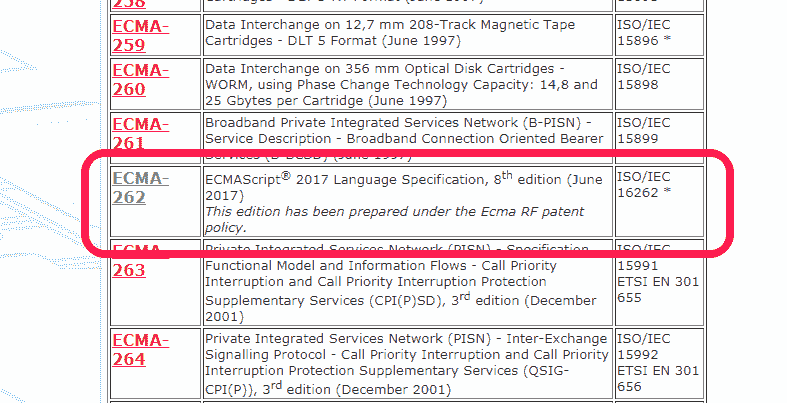 258
ECMA-
259
Data Interchange on 12,7 mm 208-Track Magnetic Tape
Cartridges - DLT 5 Format (June 1997)
ISO/IEC
15896 *
ECMA-
260
Data Interchange on 356 mm Optical Disk Cartridges -
WORM, using Phase Change Technology Capacity: 14,8 and
25 Gbytes per Cartridge (June 1997)
ISO/IEC
15898
ECMA-
261
Broadband Private Integrated Services Network (B-PISN) -
Service Description - Broadband Connection Oriented Bearer
Services (B-BCSB) (June 1997)
ISO/IEC
15899
ECMA-
262
ECMAScript® 2017 Language Specification, 8th edition (June
2017)
This edition has been prepared under the Ecma RF patent
policy.
ISO/IEC
16262 *
ECMA-
263
Private Integrated Services Network (PISN) - Specification,
Functional Model and Information Flows - Call Priority
Interruption and Call Priority Interruption Protection
Supplementary Services (CPI(P)SD), 3rd edition (December
2001)
ISO/IEC
15991
ETSI EN 301
655
ECMA-
264
Private Integrated Services Network (PISN) - Inter-Exchange
Signalling Protocol - Call Priority Interruption and Call Priority
Interruption Protection Supplementary Services (QSIG-
CPI(P)), 3rd edition (December 2001)
ISO/IEC
15992
ETSI EN 301
656